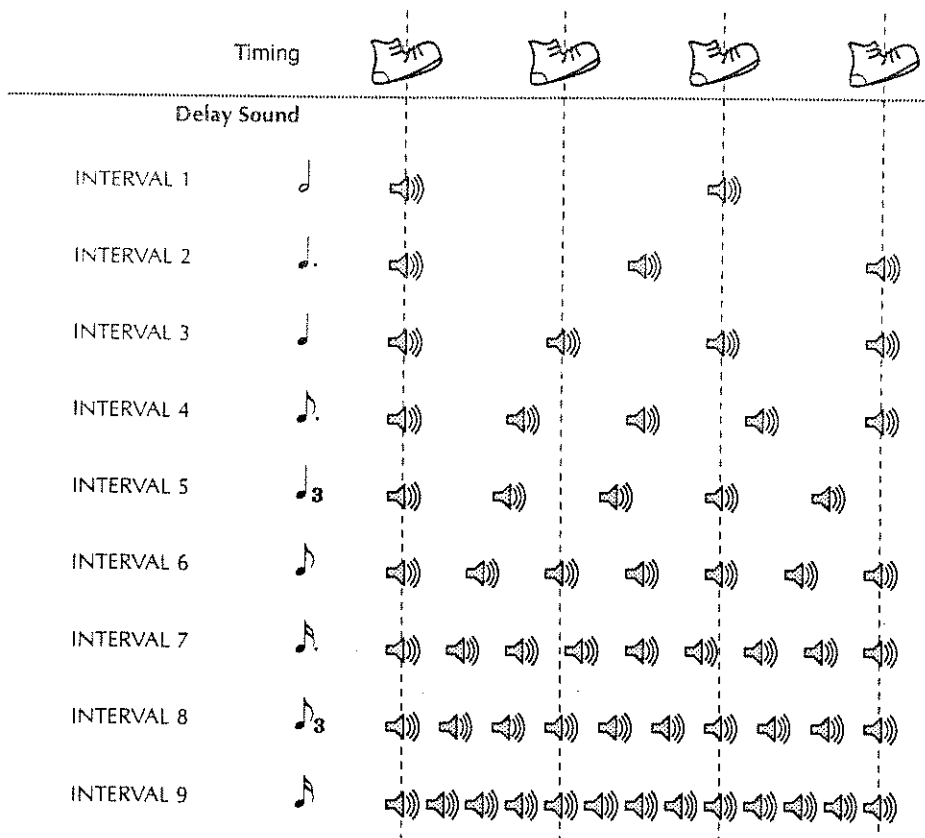 Timing
Delay Sound
INTERVAL 1
INTERVAL 2
INTERVAL 3
INTERVAL 4
INTERVAL 5 3
INTERVAL 6
INTERVAL 7
INTERVAL 8 3
INTERVAL 9